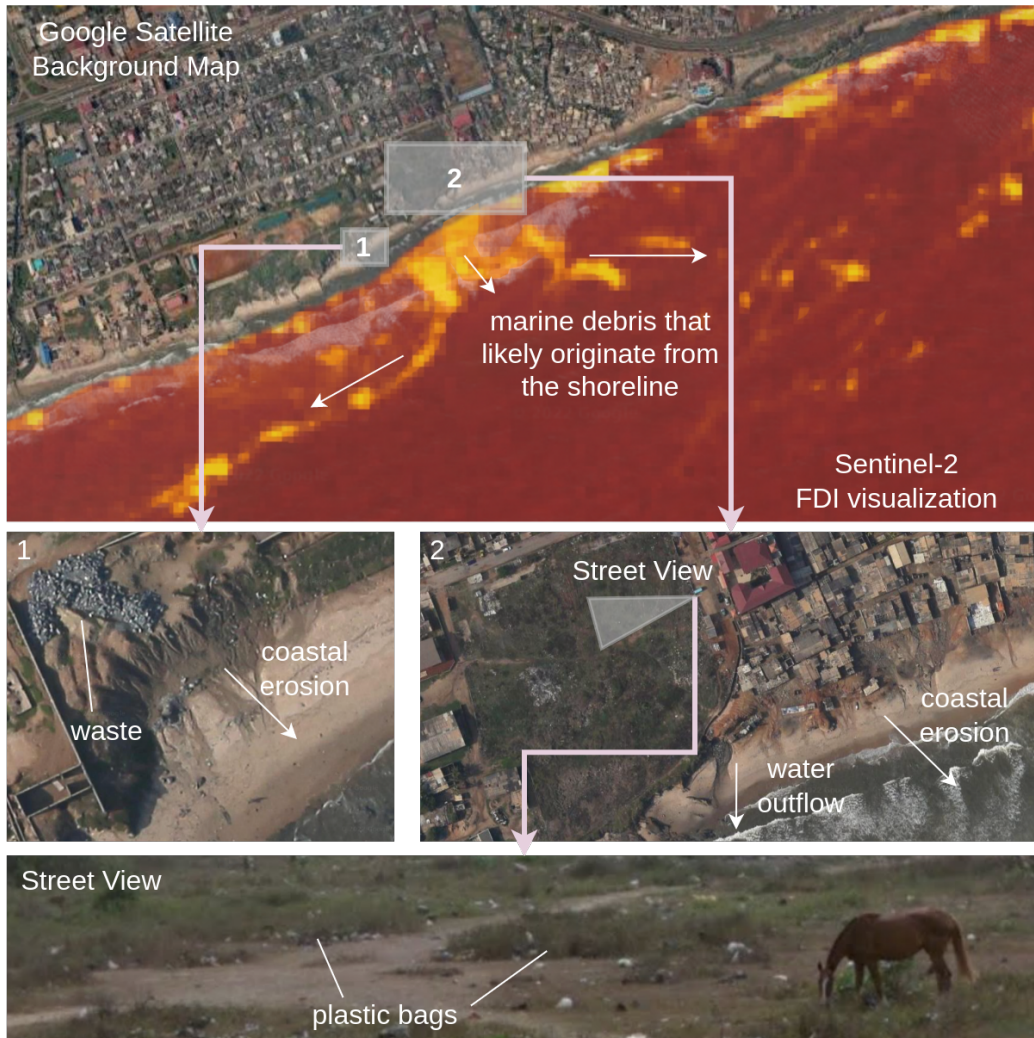 Google Satellite
Background Map
2
1
marine debris that
likely originate from
the shoreline
Sentinel-2
FDI visualization
1
coastal
erosion
waste
2
Street View
coastal
erosion
water
outflow
Street View
plastic bags